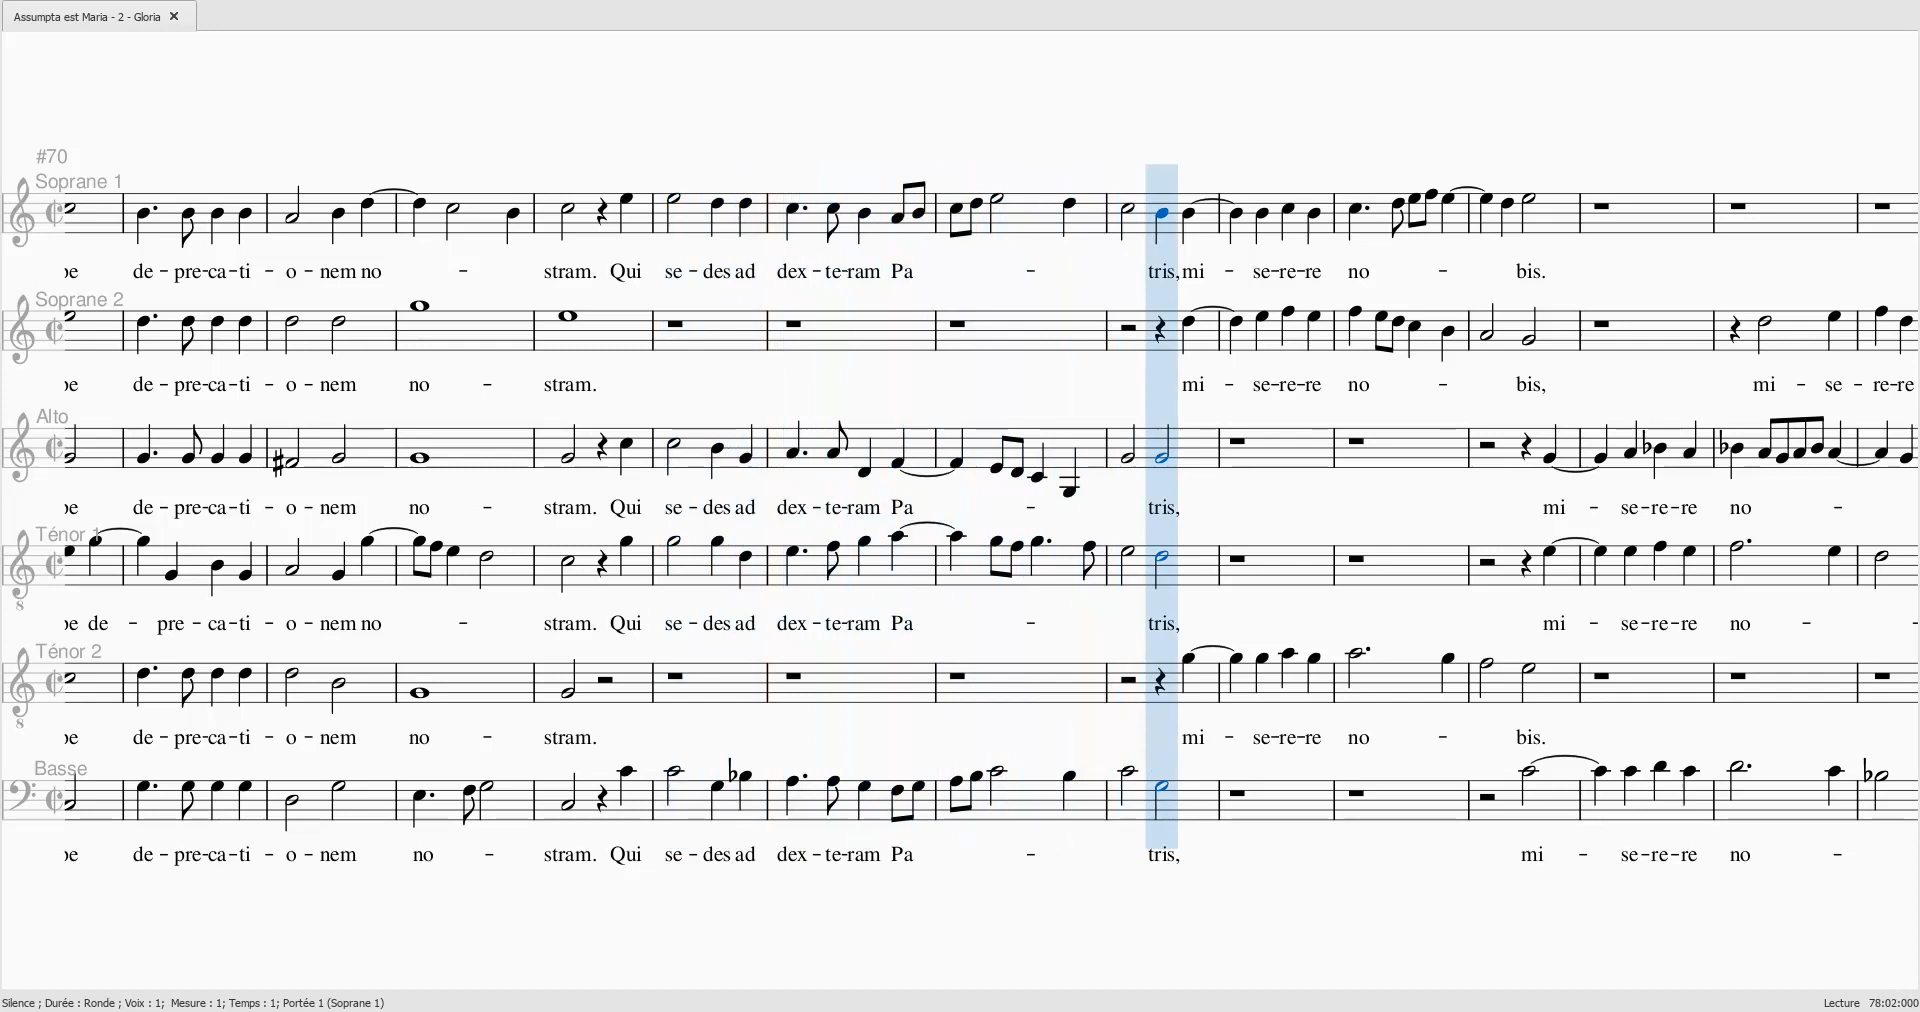 Assumpta est Maria - 2 - Gloria
#70
Soprane 1
de - pre-ca-ti - o - nem no - stram. Qui se - des ad dex - te-ram Pa - tris, mi - se-re-re no - - bis.
Soprane 2
de - pre-ca-ti - o - nem no - stram. mi - se-re-re no - bis, mi - se - re-re
Alto
de - pre-ca-ti - o - nem no - stram. Qui se - des ad dex - te-ram Pa - tris, mi - se-re-re no -
Ténor 1
de - pre - ca-ti - o - nem no - stram. Qui se - des ad dex - te-ram Pa - tris, mi - se-re-re no - -
Ténor 2
de - pre-ca-ti - o - nem no - stram. mi - se-re-re no - bis.
Basse
de - pre-ca-ti - o - nem no - stram. Qui se - des ad dex - te-ram Pa - tris, mi - se-re-re no -
Silence ; Durée : Ronde ; Voix : 1; Mesure : 1; Temps : 1; Portée 1 (Soprane 1)
Lecture 78:02:000